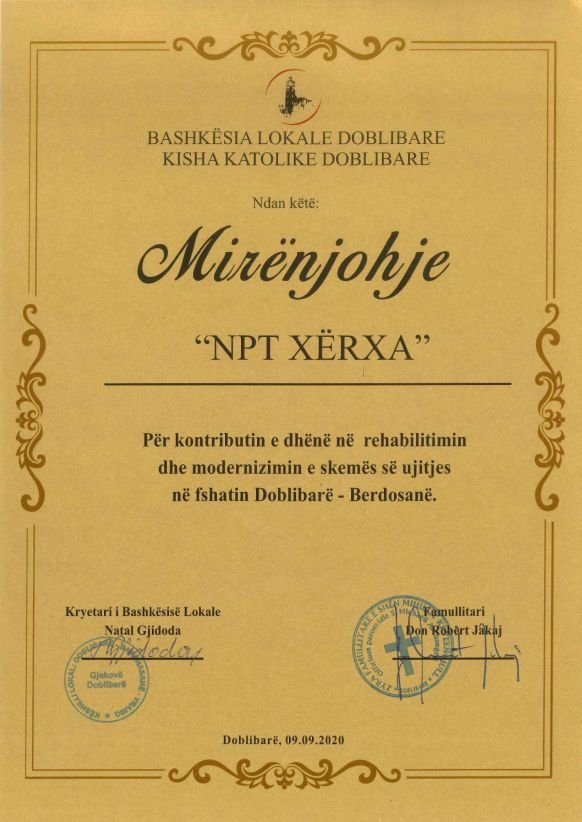 BASHKËSIA LOKALE DOBLIBARE
KISHA KATOLIKE DOBLIBARE
Ndan këtë:
Mirënjohje
“NPT XËRXA”
Për kontributin e dhënë në rehabilitimin
dhe modernizimin e skemës së ujitjes
në fshatin Doblibarë - Berdosanë.
Kryetari i Bashkësisë Lokale
Natal Gjidoda
Gjakovë
Doblibarë
Famullitari
Don Robert Jakaj
Doblibarë, 09.09.2020